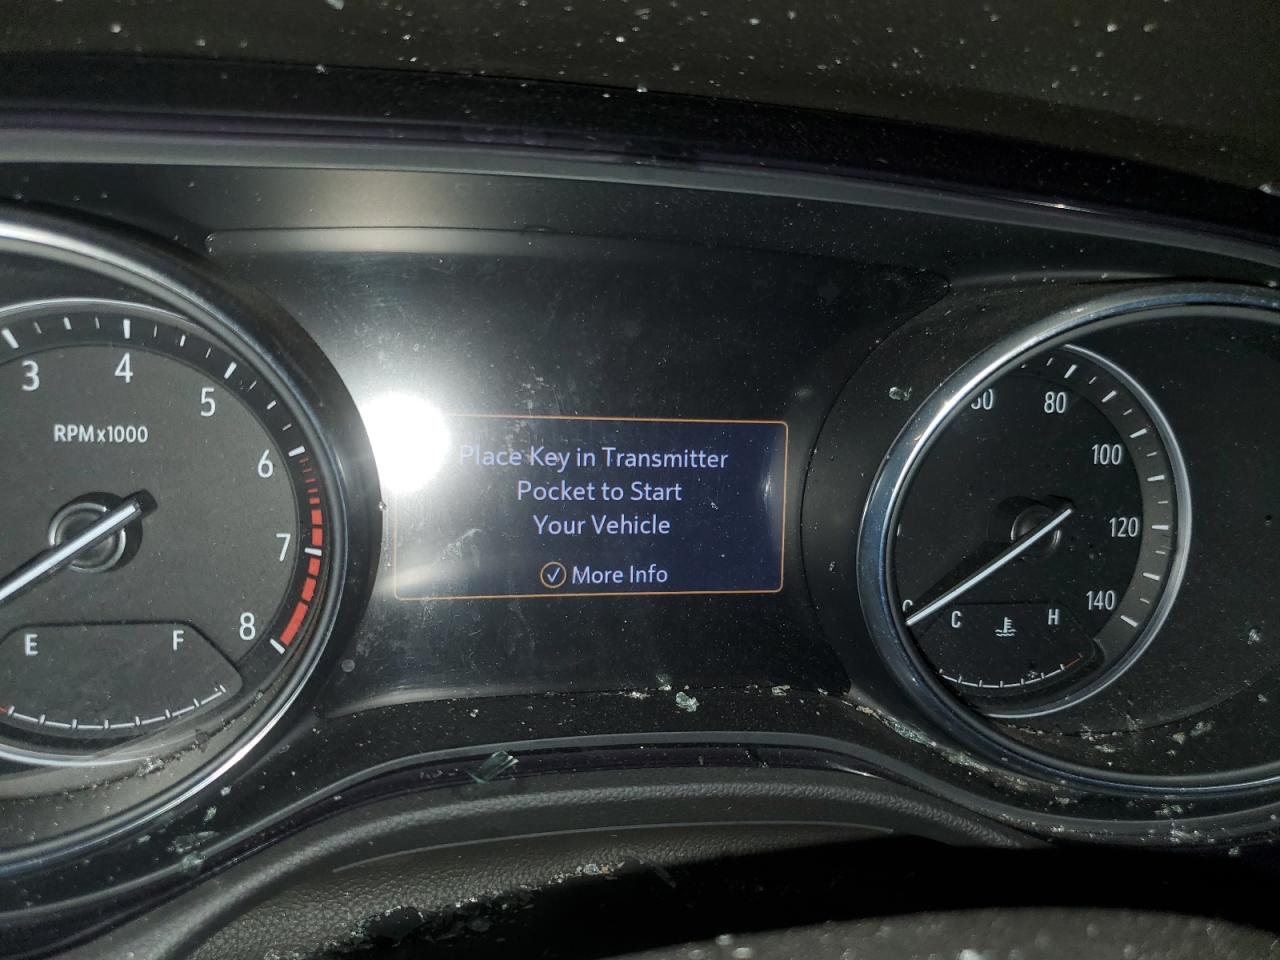 3
4
5
6
7
8
RPMx1000
E
F
Place Key in Transmitter
Pocket to Start
Your Vehicle
More Info
80
100
120
140
C
H